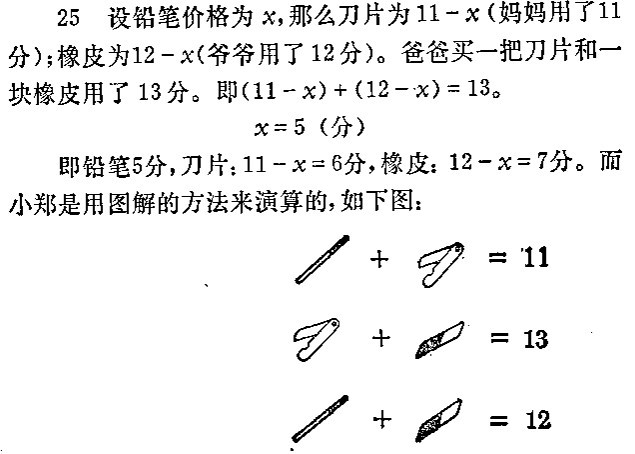 25 设铅笔价格为 x,那么刀片为 11－x (妈妈用了11
分);橡皮为12－x(爷爷用了12分)。爸爸买一把刀片和一
块橡皮用了 13分。即(11－x)＋(12－x)＝13。
x＝5 (分)
即铅笔5分,刀片:11－x＝6分,橡皮:12－x＝7分。而
小郑是用图解的方法来演算的,如下图:
＋ ＝ 11
＋ ＝ 13
＋ ＝ 12